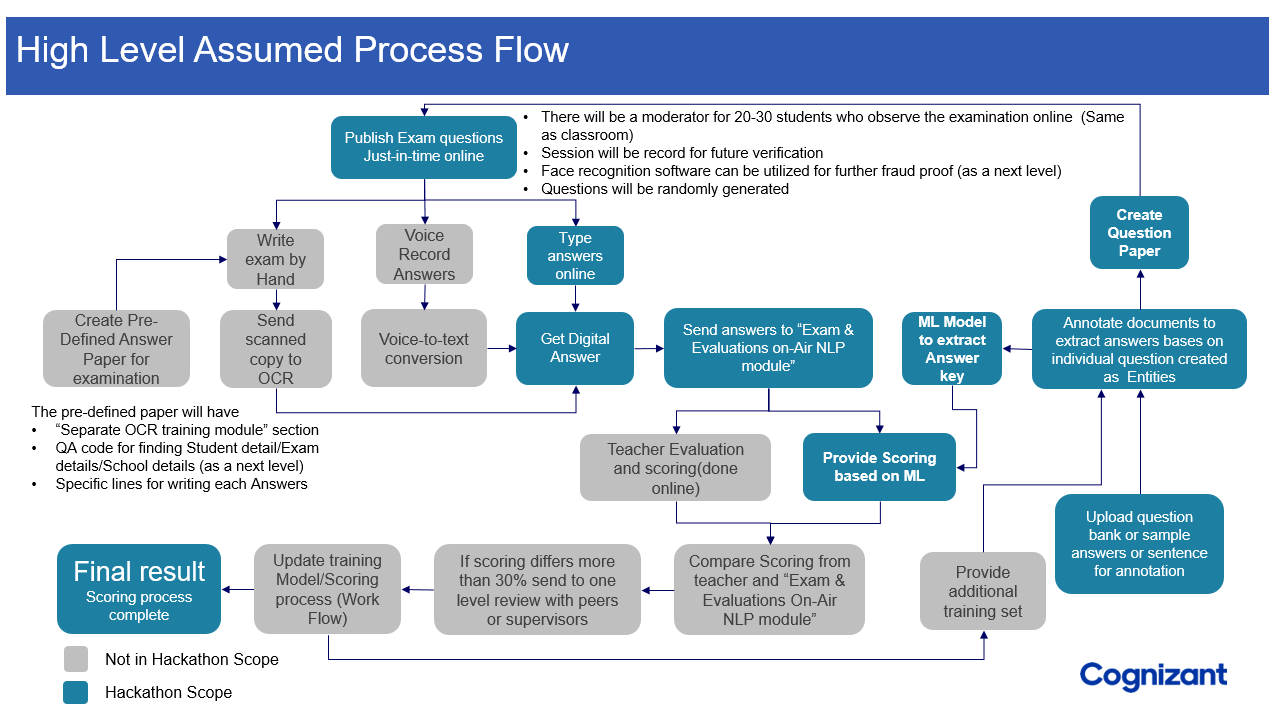 High Level Assumed Process Flow
Publish Exam questions
Just-in-time online
• There will be a moderator for 20-30 students who observe the examination online (Same
as classroom)
• Session will be record for future verification
• Face recognition software can be utilized for further fraud proof (as a next level)
• Questions will be randomly generated
Create
Question
Paper
Write
exam by
Hand
Voice
Record
Answers
Type
answers
online
Create Pre-
Defined Answer
Paper for
examination
Send
scanned
copy to
OCR
Voice-to-text
conversion
Get Digital
Answer
Send answers to “Exam &
Evaluations on-Air NLP
module”
ML Model
to extract
Answer
key
Annotate documents to
extract answers bases on
individual question created
as Entities
The pre-defined paper will have
• “Separate OCR training module” section
• QA code for finding Student detail/Exam
details/School details (as a next level)
• Specific lines for writing each Answers
Teacher Evaluation
and scoring(done
online)
Provide Scoring
based on ML
Upload question
bank or sample
answers or sentence
for annotation
Final result
Scoring process
complete
Update training
Model/Scoring
process (Work
Flow)
If scoring differs more
than 30% send to one
level review with peers
or supervisors
Compare Scoring from
teacher and “Exam &
Evaluations On-Air
NLP module”
Provide
additional
training set
Not in Hackathon Scope
Hackathon Scope
Cognizant